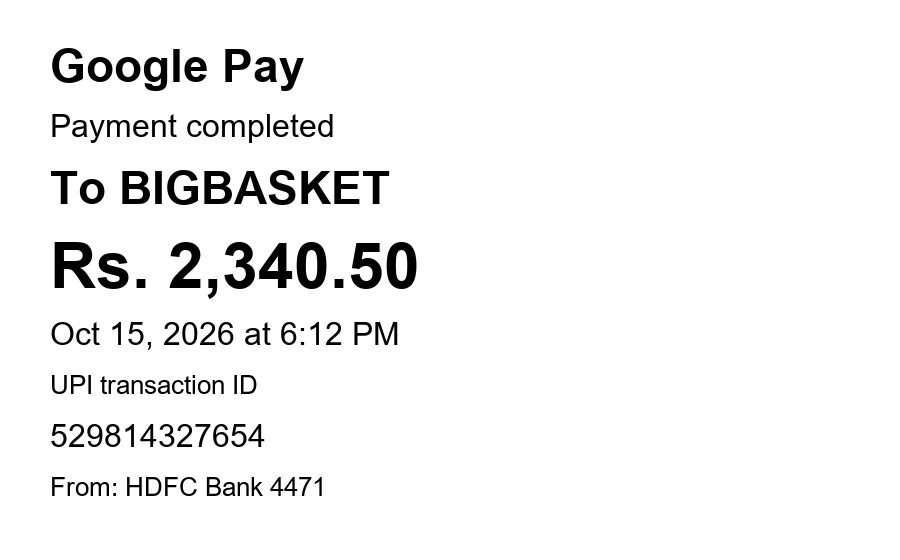 Google Pay
Payment completed
To BIGBASKET
Rs. 2,340.50
Oct 15, 2026 at 6:12 PM
UPI transaction ID
529814327654
From: HDFC Bank 4471